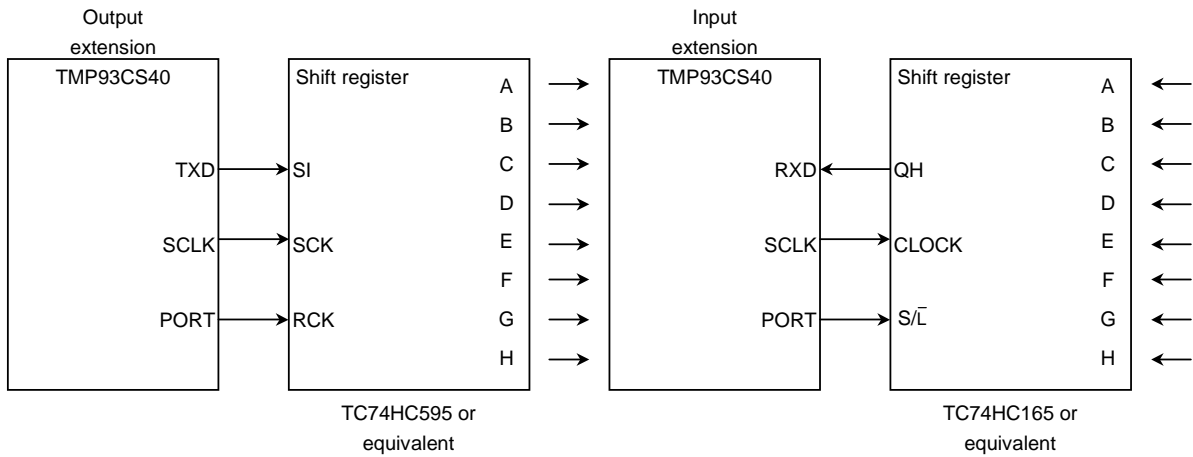 Output
extension
TMP93CS40
TXD
SCLK
PORT
Shift register
SI
SCK
RCK
A
B
C
D
E
F
G
H
TC74HC595 or
equivalent
Input
extension
TMP93CS40
RXD
SCLK
PORT
Shift register
QH
CLOCK
S/L̅
A
B
C
D
E
F
G
H
TC74HC165 or
equivalent